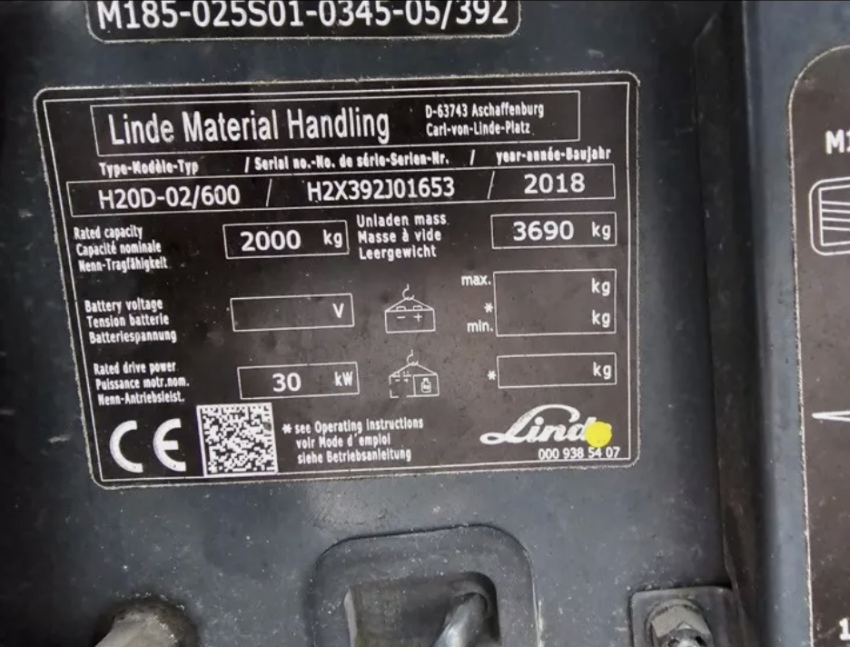 M185-025S01-0345-05/392
Linde Material Handling
D-63743 Aschaffenburg
Carl-von-Linde-Platz
Type-Modèle-Typ / Serial no.-No. de série-Serien-Nr. / year-année-Baujahr
H20D-02/600 / H2X392J01653 / 2018
Rated capacity
Capacité nominale
Nenn-Tragfähigkeit
2000 kg
Unladen mass
Masse à vide
Leergewicht
3690 kg
Battery voltage
Tension batterie
Batteriespannung
V
- +
max. kg
*
min. kg
Rated drive power
Puissance motr.nom.
Nenn-Antriebsleist.
30 kW
* kg
CE
* see Operating instructions
voir Mode d'emploi
siehe Betriebsanleitung
Linde
000 938 54 07
M1
1